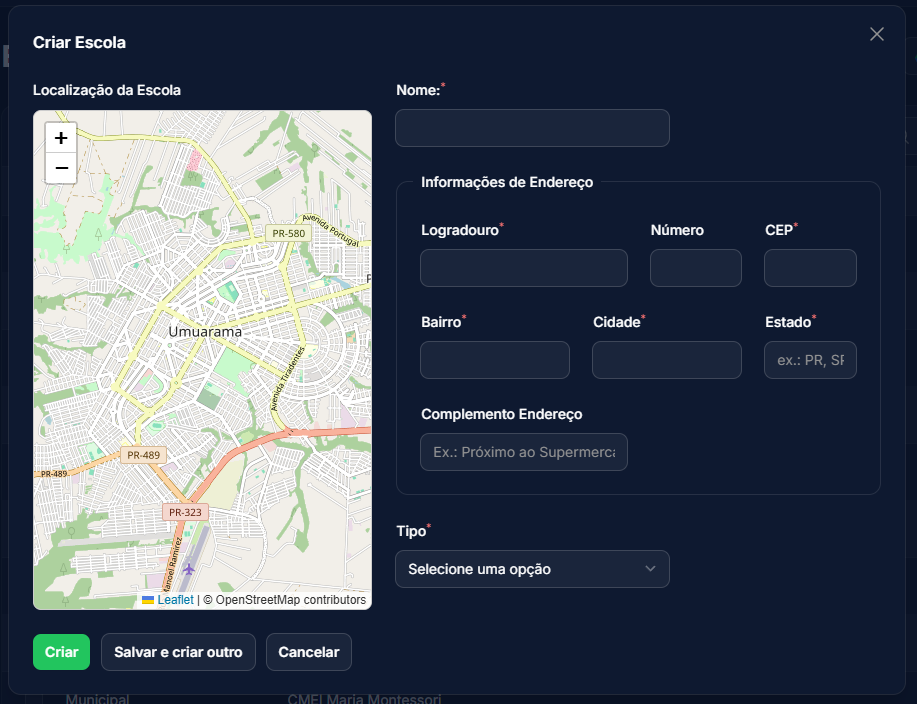 Criar Escola
Localização da Escola
+
−
PR-580
Avenida Portugal
Umuarama
Avenida Tiradentes
PR-489
PR-489
PR-323
Leaflet | © OpenStreetMap contributors
Nome:*
Informações de Endereço
Logradouro*
Número
CEP*
Bairro*
Cidade*
Estado*
ex.: PR, SF
Complemento Endereço
Ex.: Próximo ao Supermerca
Tipo*
Selecione uma opção
Criar
Salvar e criar outro
Cancelar
Municipal
CMEI Maria Montessori